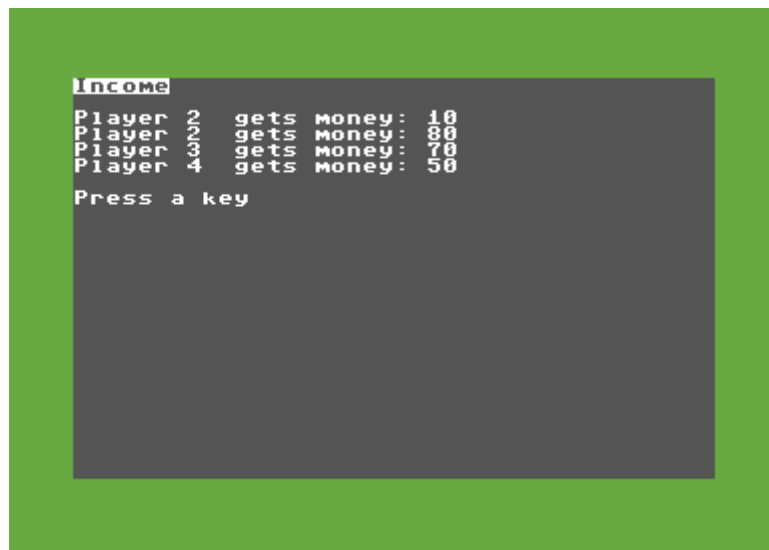 Income
Player 2 gets money: 10
Player 2 gets money: 80
Player 3 gets money: 70
Player 4 gets money: 50
Press a key